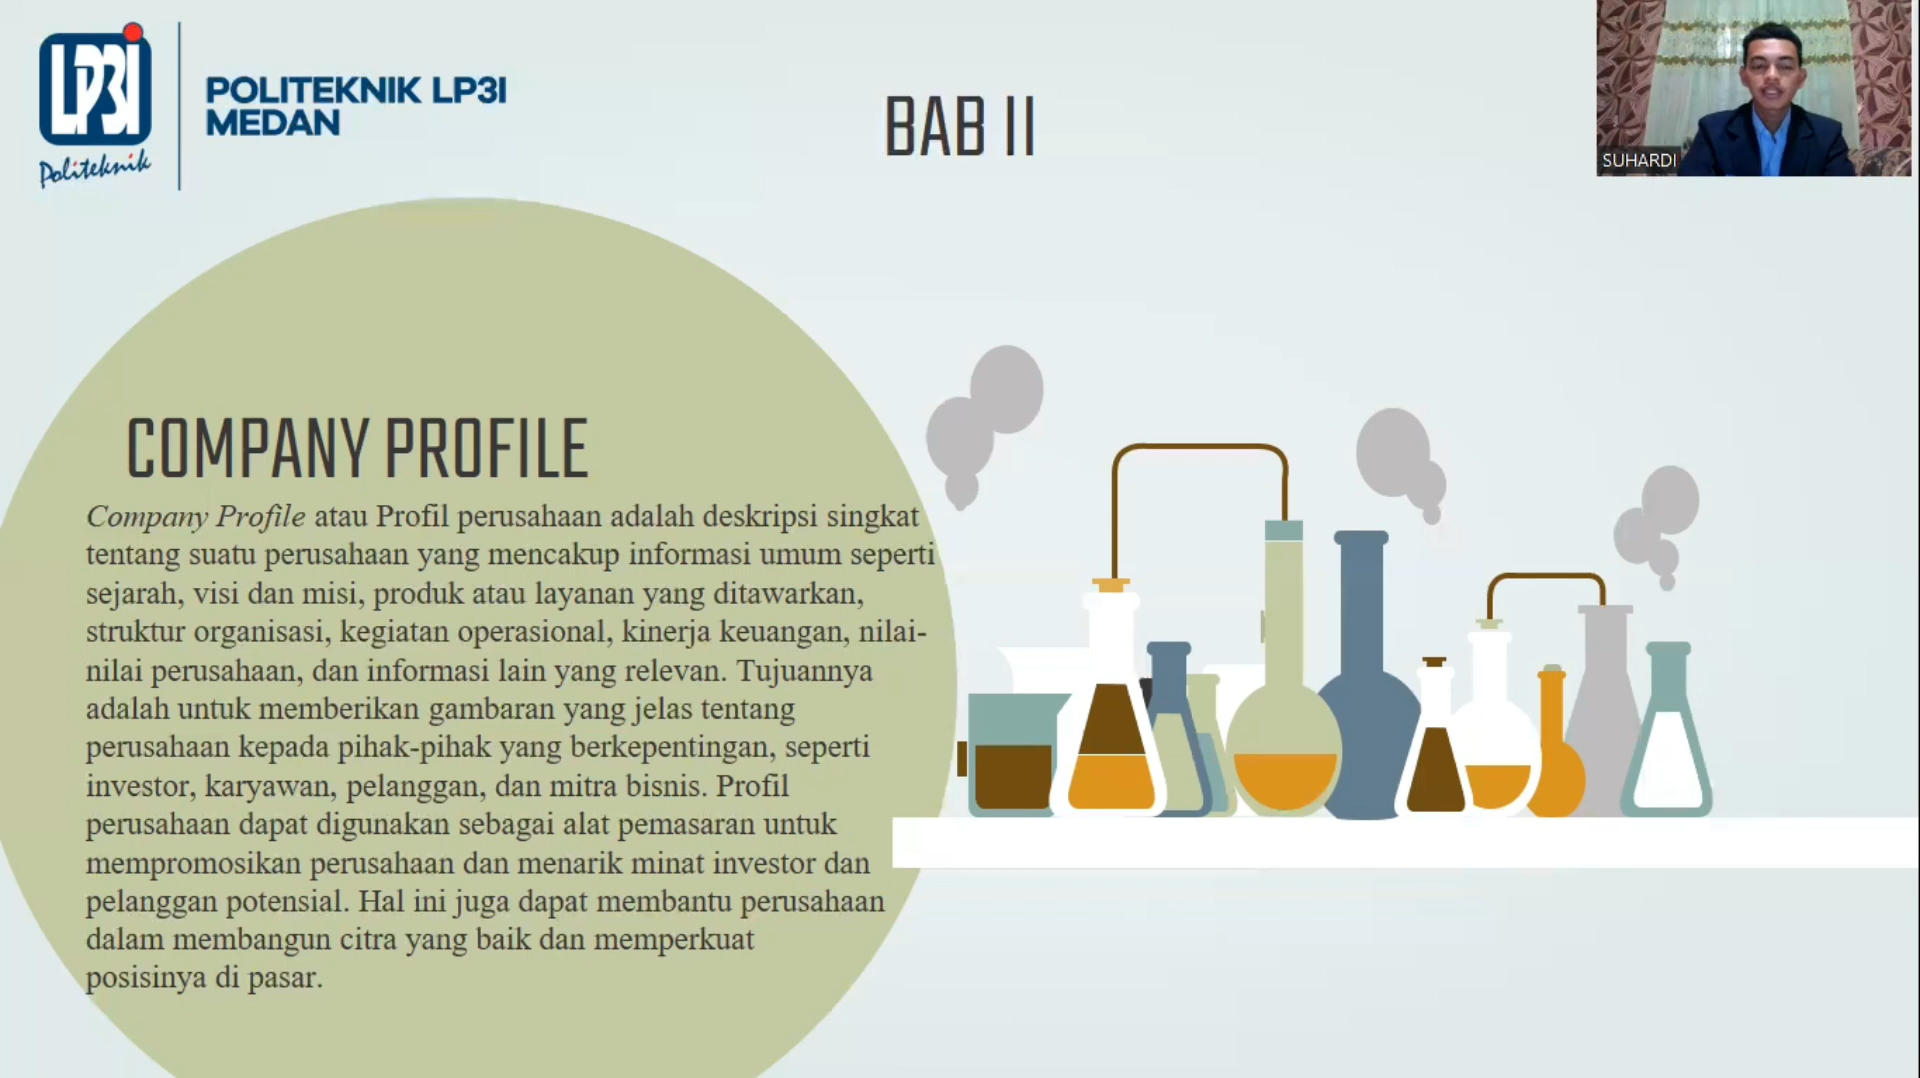 LP3I
Politeknik
POLITEKNIK LP3I
MEDAN
BAB II
SUHARDI
COMPANY PROFILE
Company Profile atau Profil perusahaan adalah deskripsi singkat
tentang suatu perusahaan yang mencakup informasi umum seperti
sejarah, visi dan misi, produk atau layanan yang ditawarkan,
struktur organisasi, kegiatan operasional, kinerja keuangan, nilai-
nilai perusahaan, dan informasi lain yang relevan. Tujuannya
adalah untuk memberikan gambaran yang jelas tentang
perusahaan kepada pihak-pihak yang berkepentingan, seperti
investor, karyawan, pelanggan, dan mitra bisnis. Profil
perusahaan dapat digunakan sebagai alat pemasaran untuk
mempromosikan perusahaan dan menarik minat investor dan
pelanggan potensial. Hal ini juga dapat membantu perusahaan
dalam membangun citra yang baik dan memperkuat
posisinya di pasar.